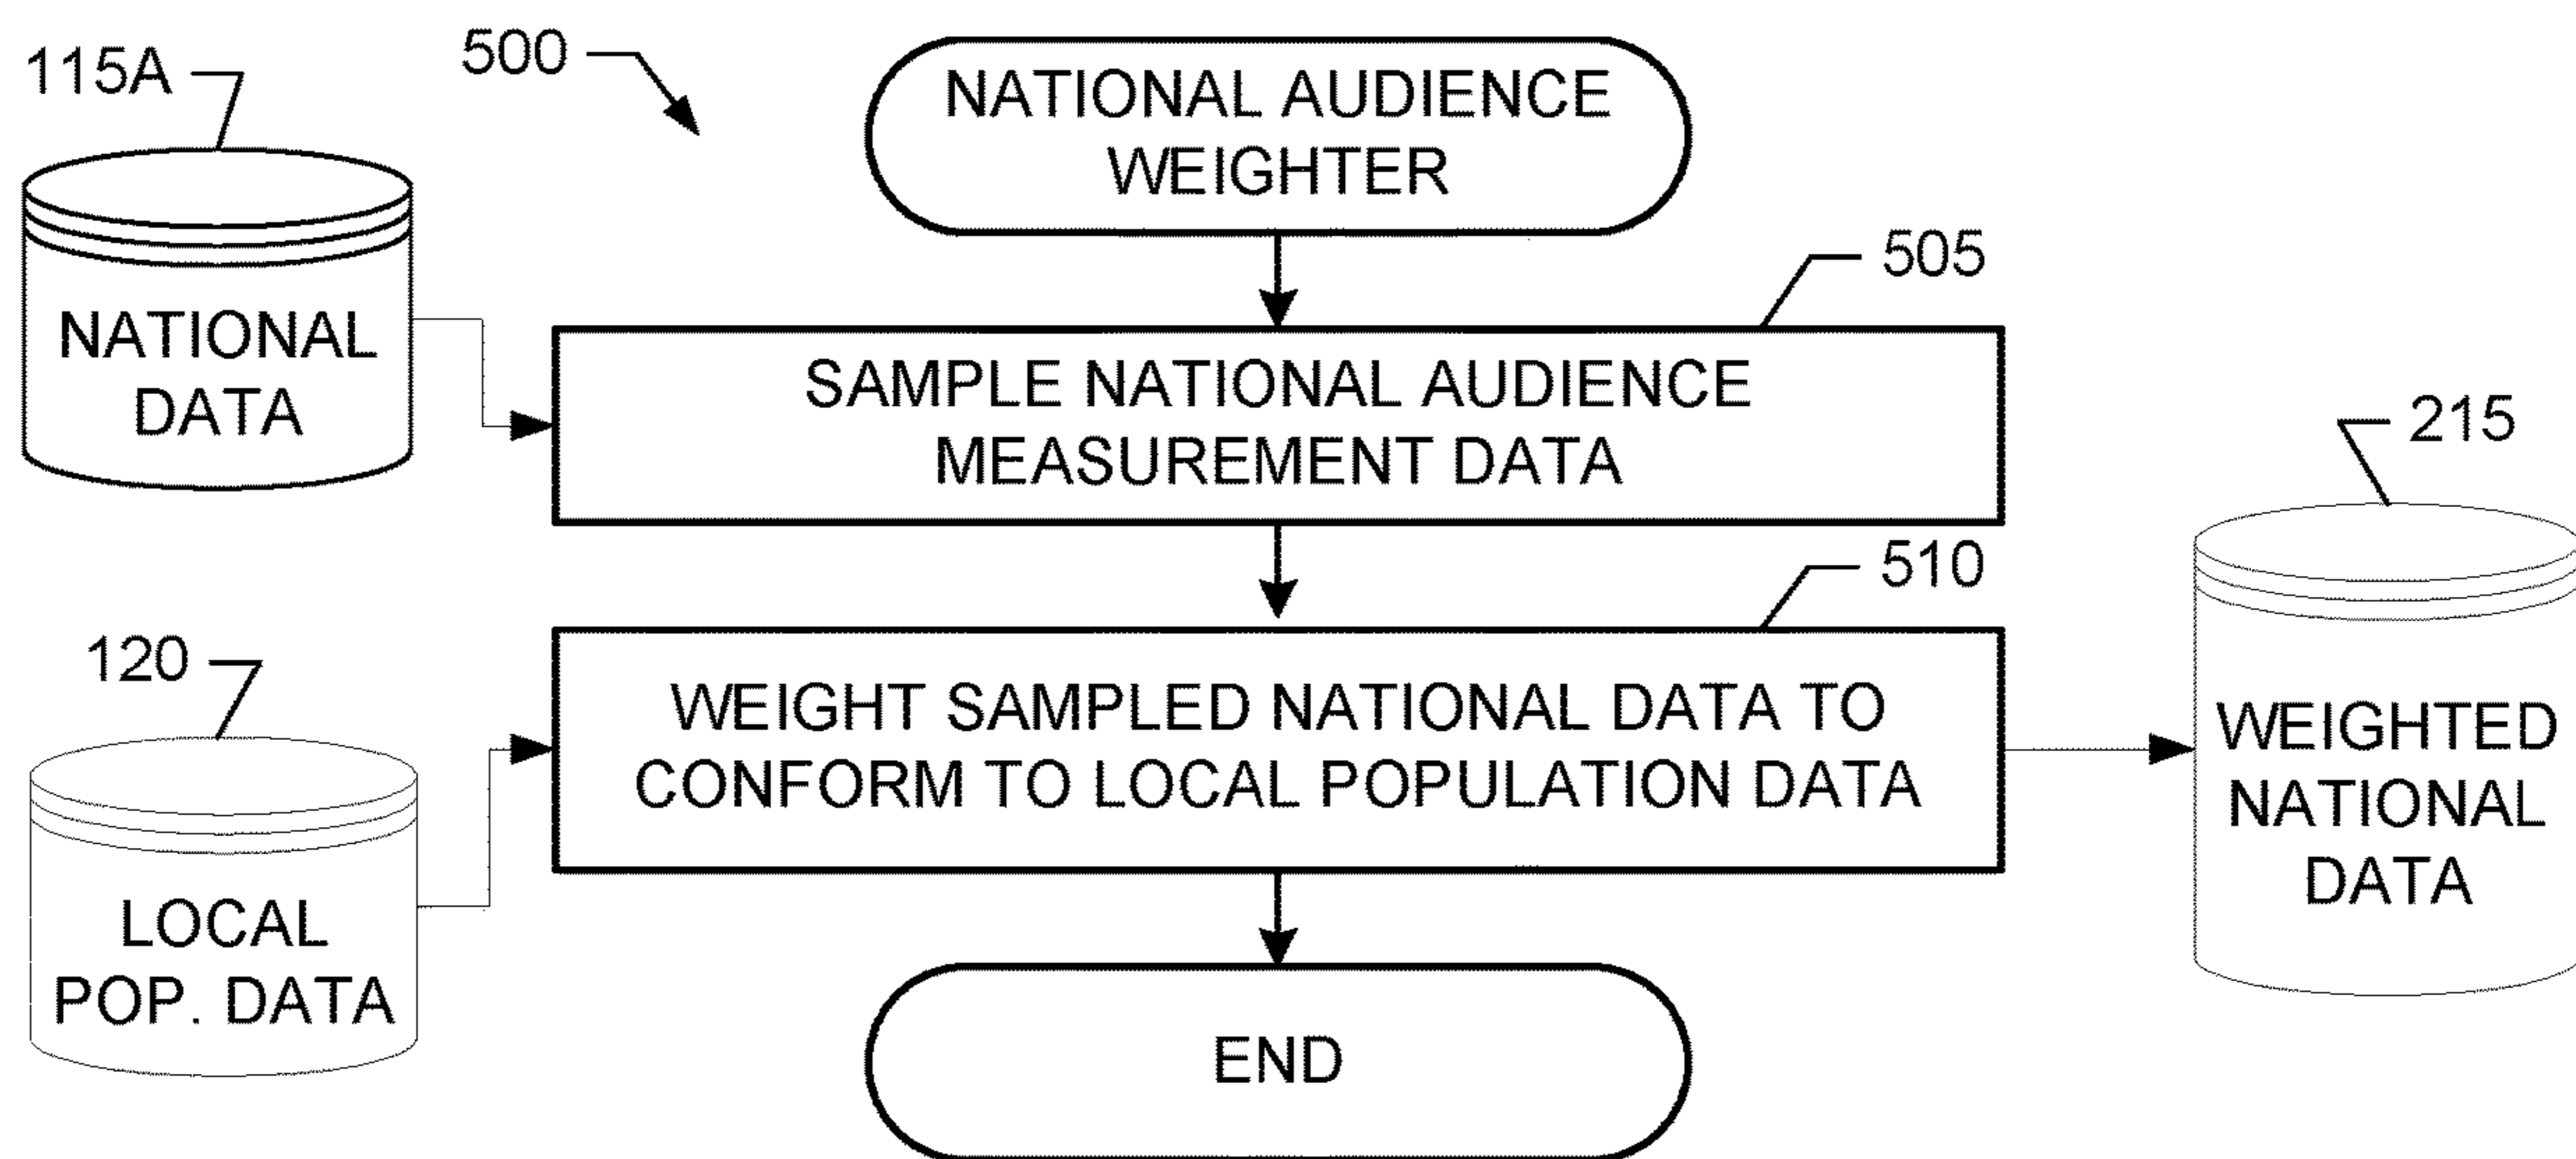 500
115A
NATIONAL AUDIENCE
WEIGHTER
505
NATIONAL
DATA
SAMPLE NATIONAL AUDIENCE
MEASUREMENT DATA
215
510
120
WEIGHT SAMPLED NATIONAL DATA TO
CONFORM TO LOCAL POPULATION DATA
WEIGHTED
NATIONAL
DATA
LOCAL
POP. DATA
END